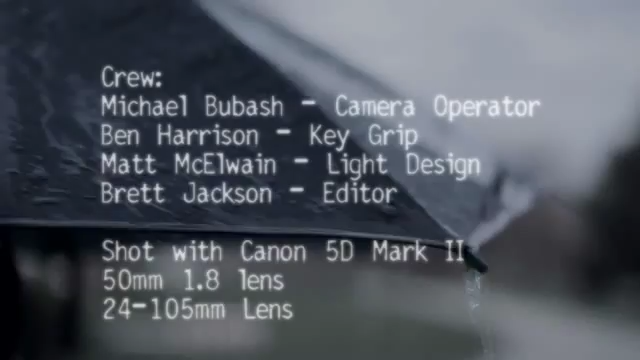 Crew:
Michael Bubash - Camera Operator
Ben Harrison - Key Grip
Matt McElwain - Light Design
Brett Jackson - Editor
Shot with Canon 5D Mark II
50mm 1.8 lens
24-105mm Lens